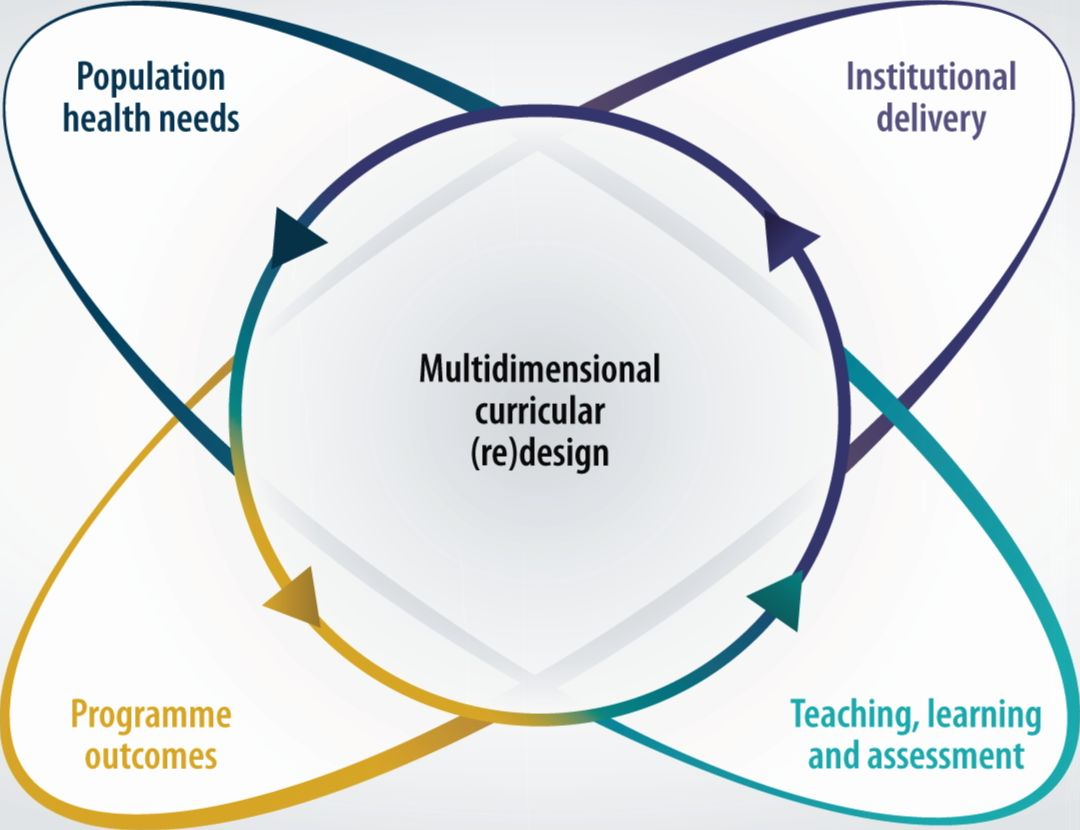 Population
health needs
Institutional
delivery
Multidimensional
curricular
(re)design
Programme
outcomes
Teaching, learning
and assessment